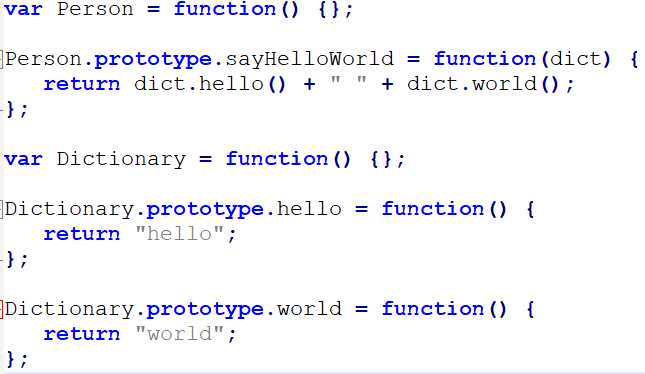 var Person = function() {};
Person.prototype.sayHelloWorld = function(dict) {
return dict.hello() + " " + dict.world();
};
var Dictionary = function() {};
Dictionary.prototype.hello = function() {
return "hello";
};
Dictionary.prototype.world = function() {
return "world";
};